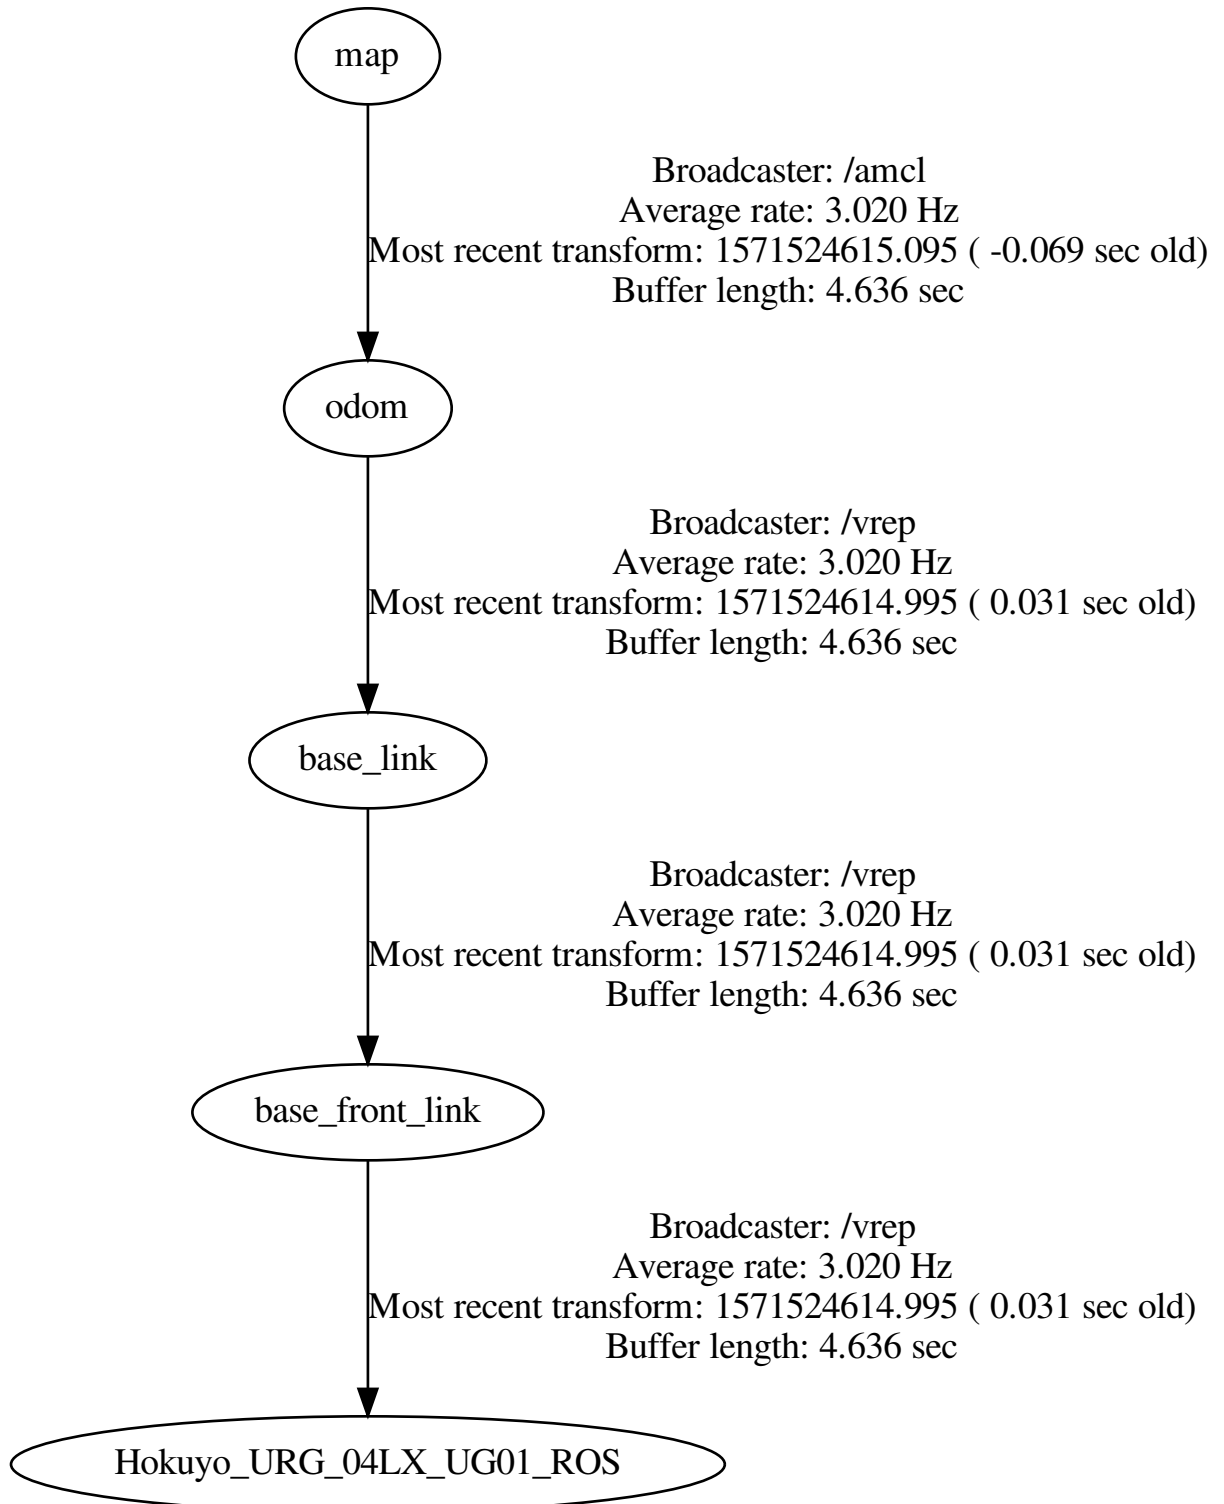 map
Broadcaster: /amcl
Average rate: 3.020 Hz
Most recent transform: 1571524615.095 ( -0.069 sec old)
Buffer length: 4.636 sec
odom
Broadcaster: /vrep
Average rate: 3.020 Hz
Most recent transform: 1571524614.995 ( 0.031 sec old)
Buffer length: 4.636 sec
base_link
Broadcaster: /vrep
Average rate: 3.020 Hz
Most recent transform: 1571524614.995 ( 0.031 sec old)
Buffer length: 4.636 sec
base_front_link
Broadcaster: /vrep
Average rate: 3.020 Hz
Most recent transform: 1571524614.995 ( 0.031 sec old)
Buffer length: 4.636 sec
Hokuyo_URG_04LX_UG01_ROS